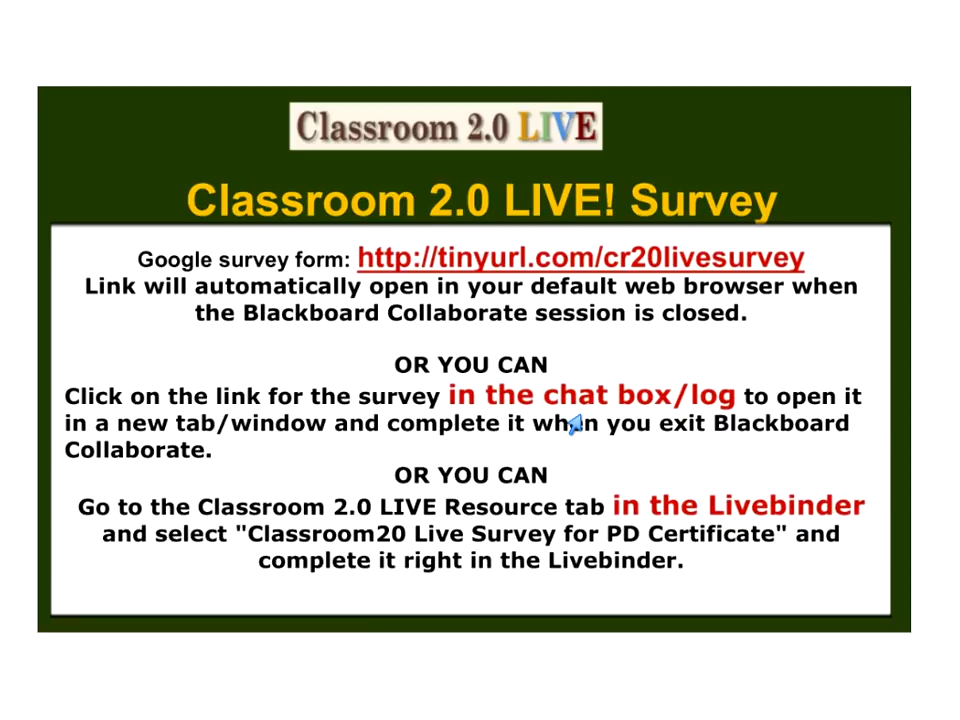 Classroom 2.0 LIVE
Classroom 2.0 LIVE! Survey
Google survey form: http://tinyurl.com/cr20livesurvey
Link will automatically open in your default web browser when
the Blackboard Collaborate session is closed.
OR YOU CAN
Click on the link for the survey in the chat box/log to open it
in a new tab/window and complete it when you exit Blackboard
Collaborate.
OR YOU CAN
Go to the Classroom 2.0 LIVE Resource tab in the Livebinder
and select "Classroom20 Live Survey for PD Certificate" and
complete it right in the Livebinder.